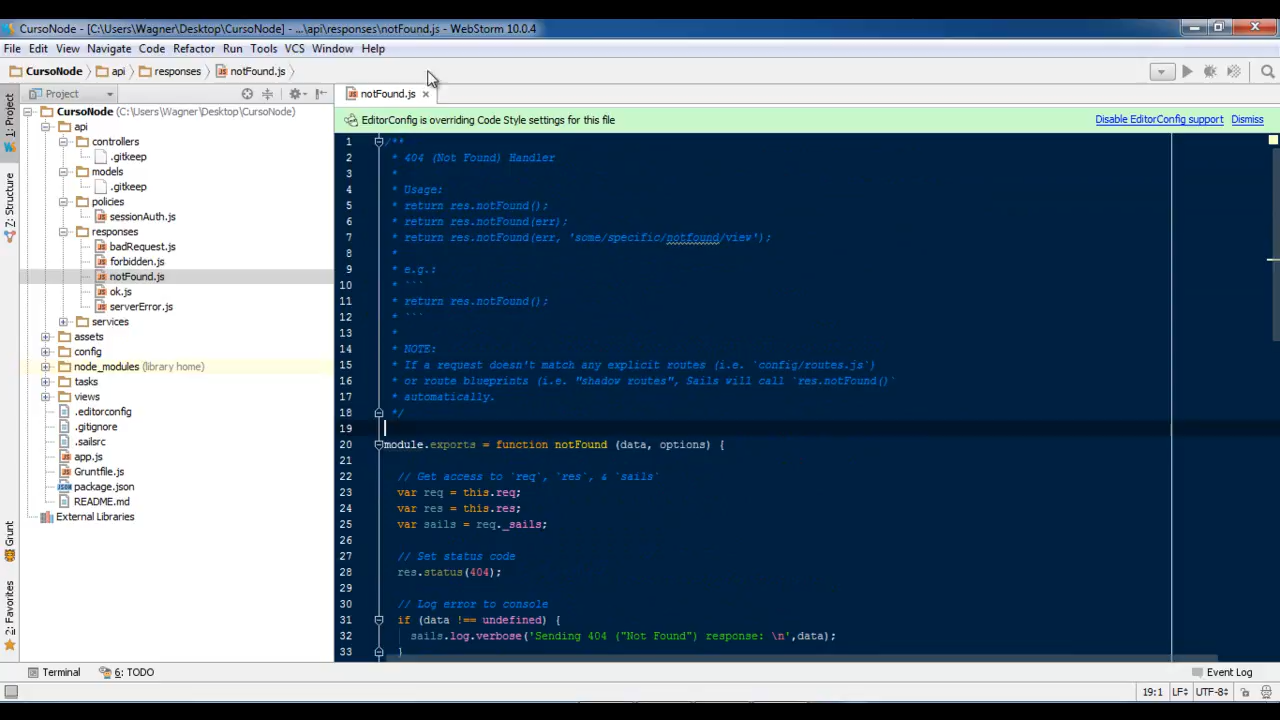 CursoNode - [C:\Users\Wagner\Desktop\CursoNode] - ...\api\responses\notFound.js - WebStorm 10.0.4
File Edit View Navigate Code Refactor Run Tools VCS Window Help
CursoNode api responses notFound.js
1: Project
7: Structure
Grunt
2: Favorites
Project
CursoNode (C:\Users\Wagner\Desktop\CursoNode)
api
controllers
.gitkeep
models
.gitkeep
policies
sessionAuth.js
responses
badRequest.js
forbidden.js
notFound.js
ok.js
serverError.js
services
assets
config
node_modules (library home)
tasks
views
.editorconfig
.gitignore
.sailsrc
app.js
Gruntfile.js
package.json
README.md
External Libraries
notFound.js
EditorConfig is overriding Code Style settings for this file Disable EditorConfig support Dismiss
1 /**
2 * 404 (Not Found) Handler
3 *
4 * Usage:
5 * return res.notFound();
6 * return res.notFound(err);
7 * return res.notFound(err, 'some/specific/notfound/view');
8 *
9 * e.g.:
10 * ```
11 * return res.notFound();
12 * ```
13 *
14 * NOTE:
15 * If a request doesn't match any explicit routes (i.e. `config/routes.js`)
16 * or route blueprints (i.e. "shadow routes", Sails will call `res.notFound()`
17 * automatically.
18 */
19
20 module.exports = function notFound (data, options) {
21
22 // Get access to `req`, `res`, & `sails`
23 var req = this.req;
24 var res = this.res;
25 var sails = req._sails;
26
27 // Set status code
28 res.status(404);
29
30 // Log error to console
31 if (data !== undefined) {
32 sails.log.verbose('Sending 404 ("Not Found") response: \n',data);
33 }
Terminal 6: TODO Event Log
19:1 LF UTF-8